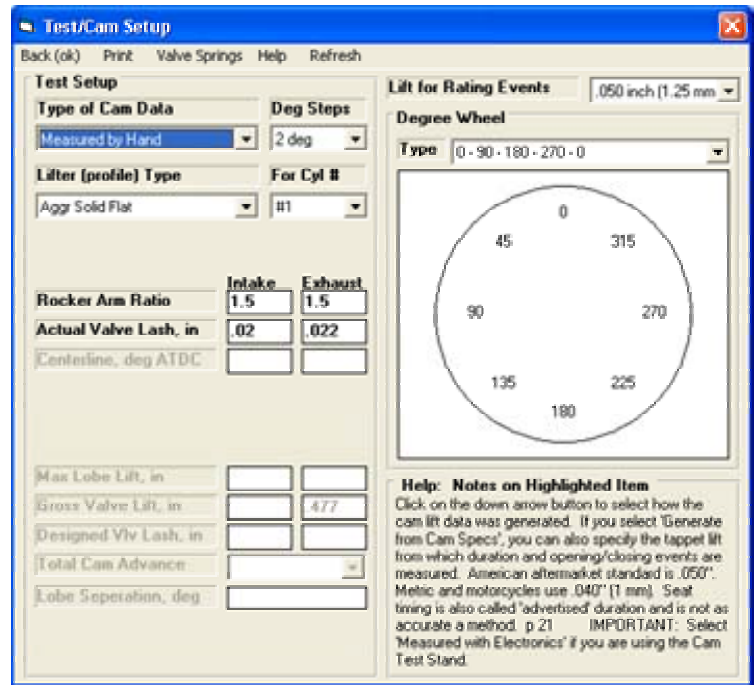 Test/Cam Setup
Back (ok) Print Valve Springs Help Refresh
Test Setup
Type of Cam Data Deg Steps
Measured by Hand 2 deg
Lifter (profile) Type For Cyl #
Aggr Solid Flat #1
Intake Exhaust
Rocker Arm Ratio 1.5 1.5
Actual Valve Lash, in .02 .022
Centerline, deg ATDC
Max Lobe Lift, in
Gross Valve Lift, in .477
Designed Vlv Lash, in
Total Cam Advance
Lobe Seperation, deg
Lift for Rating Events .050 inch (1.25 mm
Degree Wheel
Type 0 - 90 - 180 - 270 - 0
0
45 315
90 270
135 225
180
Help: Notes on Highlighted Item
Click on the down arrow button to select how the
cam lift data was generated. If you select 'Generate
from Cam Specs', you can also specify the tappet lift
from which duration and opening/closing events are
measured. American aftermarket standard is .050".
Metric and motorcycles use .040" (1 mm). Seat
timing is also called 'advertised' duration and is not as
accurate a method. p 21 IMPORTANT: Select
'Measured with Electronics' if you are using the Cam
Test Stand.